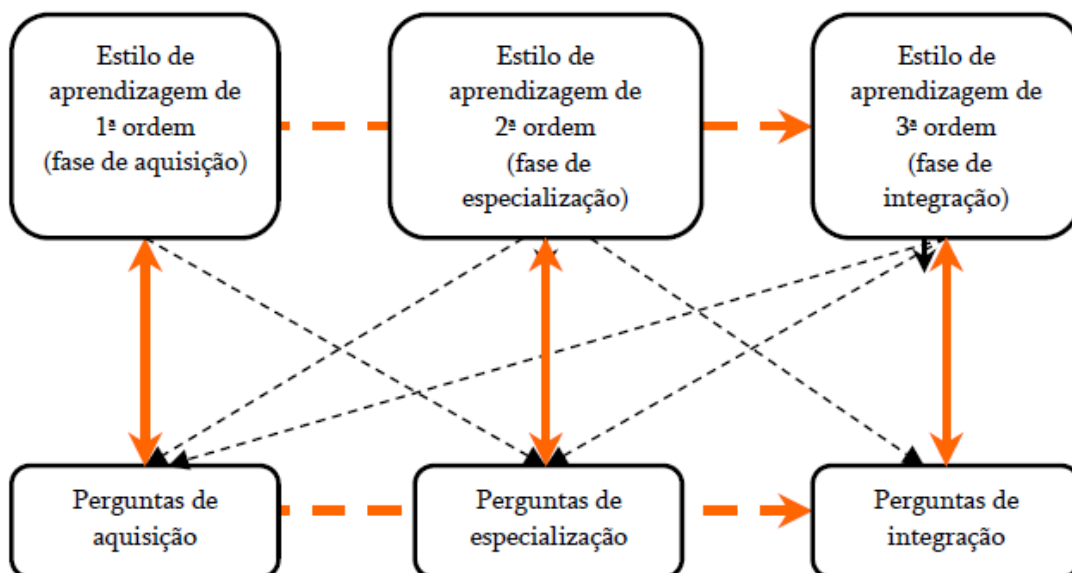 Estilo de
aprendizagem de
1ª ordem
(fase de aquisição)
Estilo de
aprendizagem de
2ª ordem
(fase de
especialização)
Estilo de
aprendizagem de
3ª ordem
(fase de
integração)
Perguntas de
aquisição
Perguntas de
especialização
Perguntas de
integração